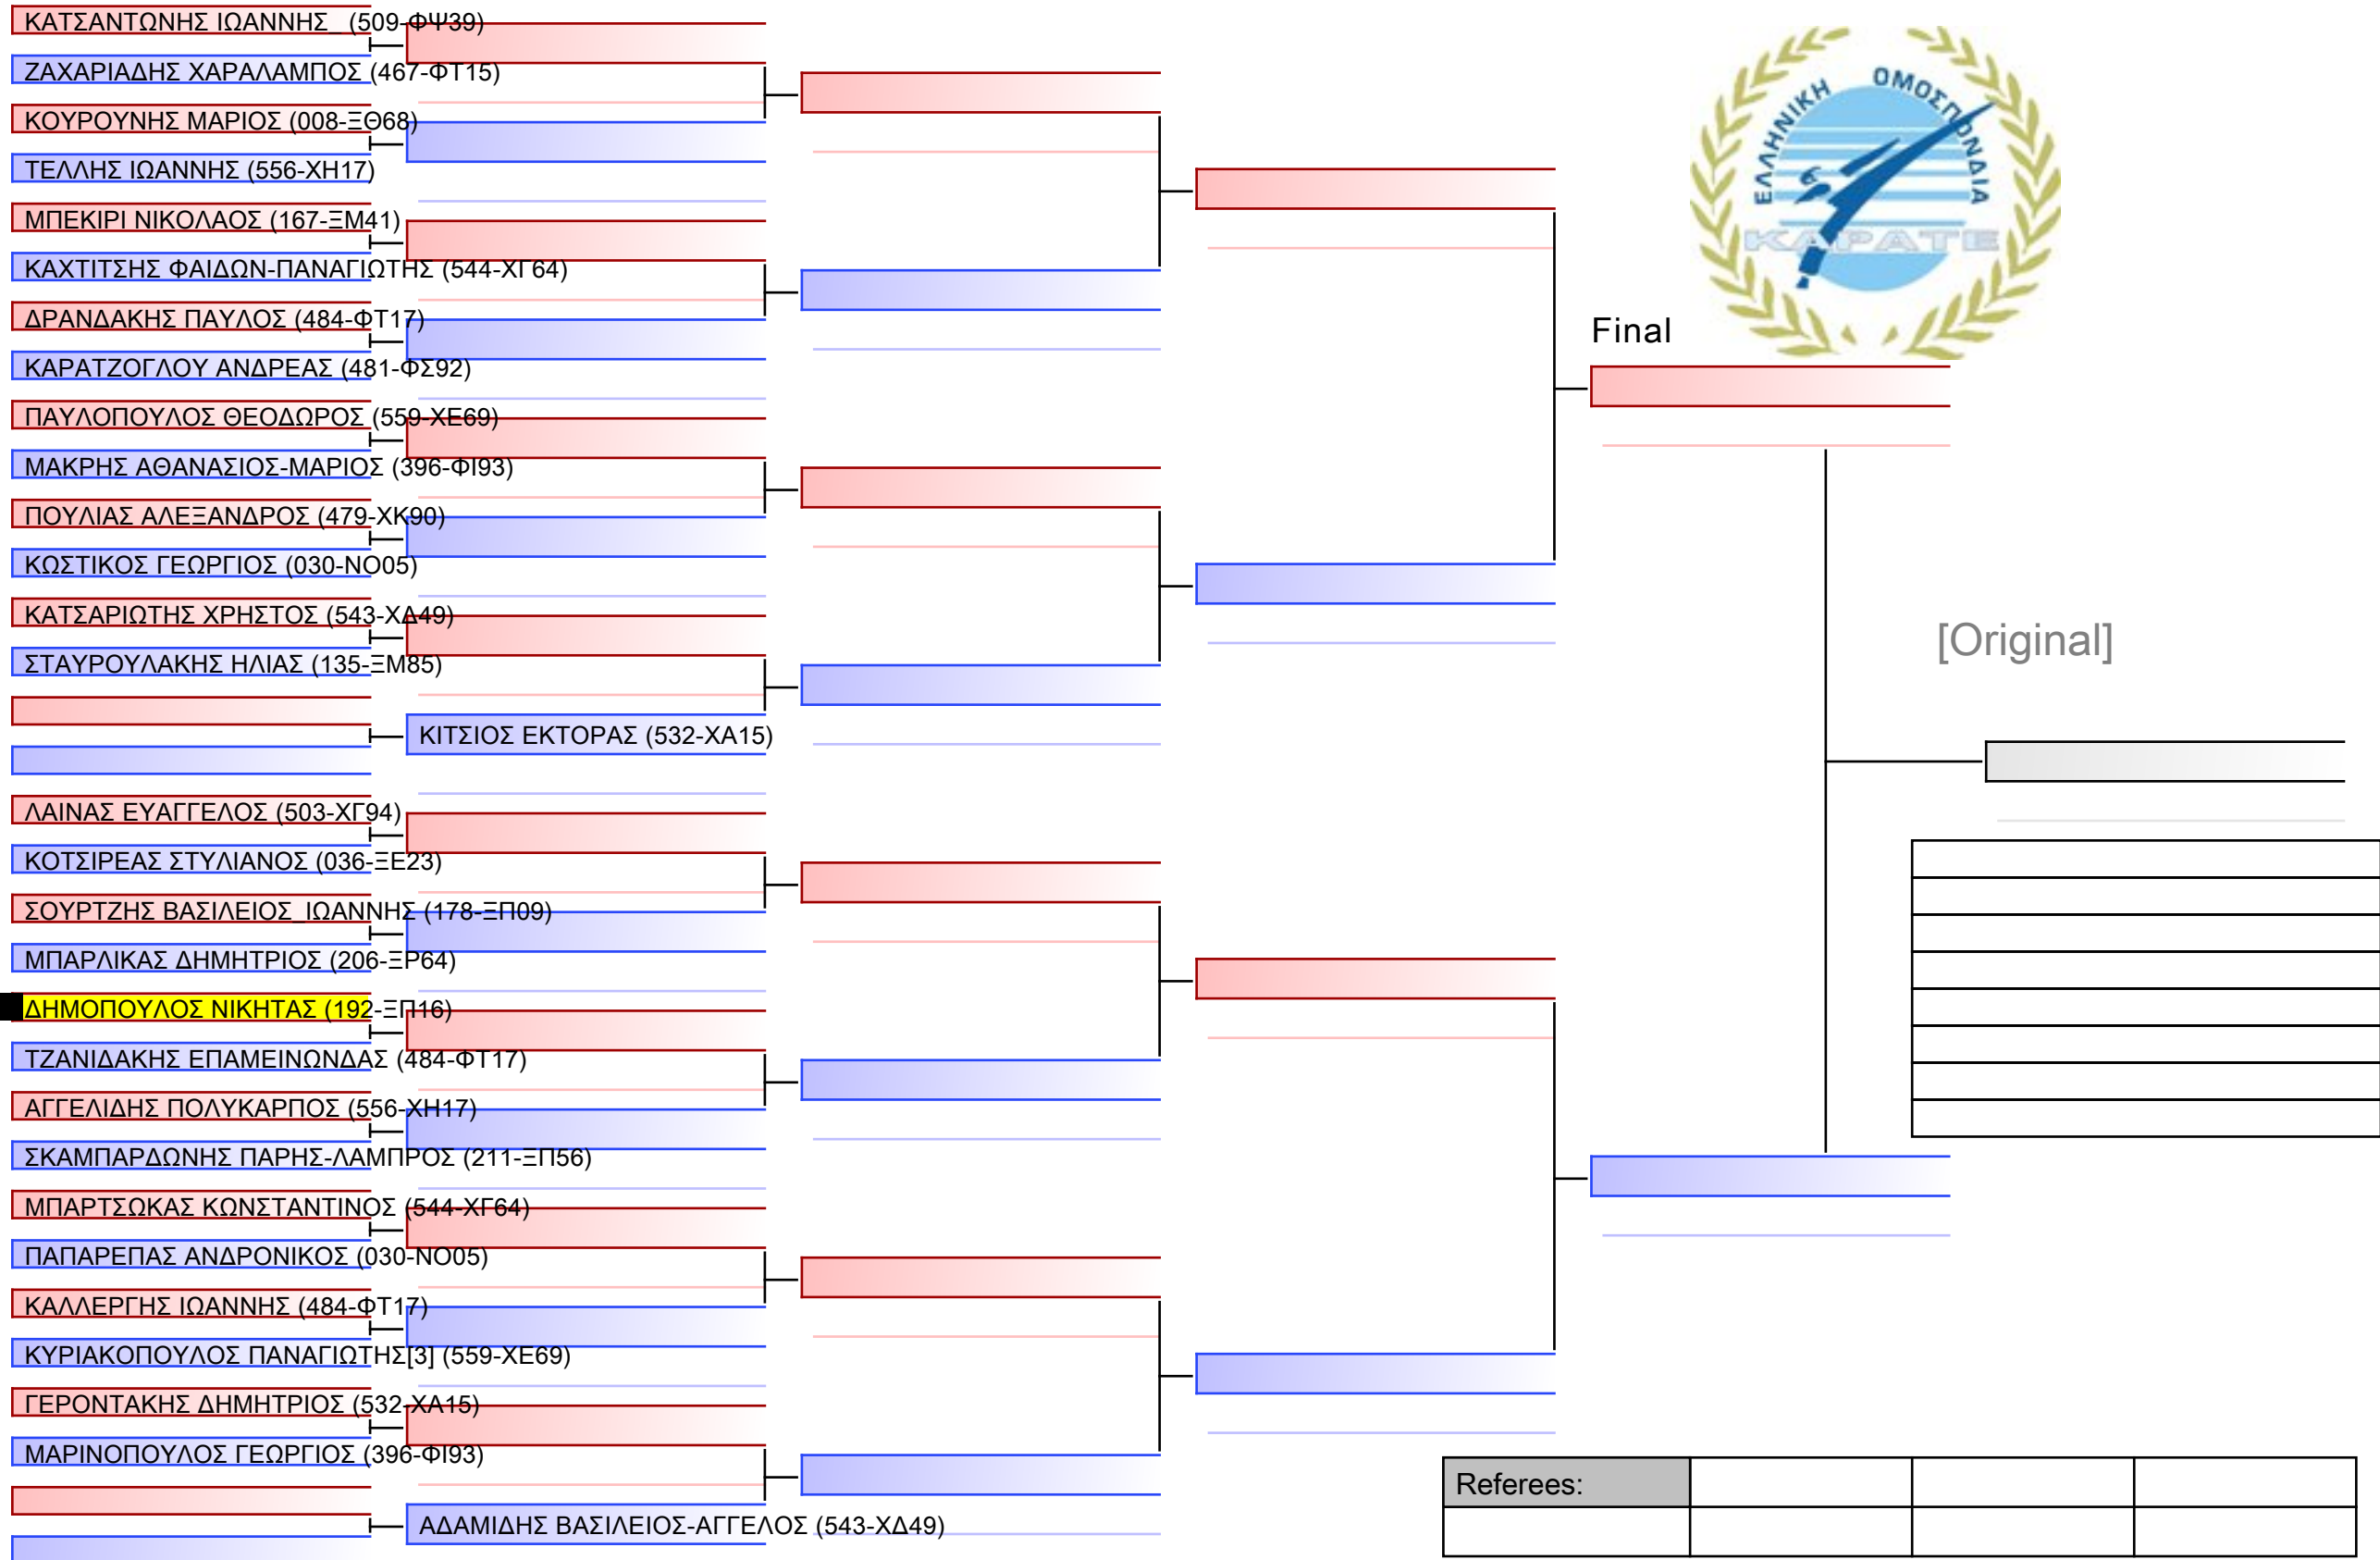 ΚΑΤΣΑΝΤΩΝΗΣ ΙΩΑΝΝΗΣ_ (509-ΦΨ39)
ΖΑΧΑΡΙΑΔΗΣ ΧΑΡΑΛΑΜΠΟΣ (467-ΦΤ15)
ΚΟΥΡΟΥΝΗΣ ΜΑΡΙΟΣ (008-ΞΘ68)
ΤΕΛΛΗΣ ΙΩΑΝΝΗΣ (556-ΧΗ17)
ΜΠΕΚΙΡΙ ΝΙΚΟΛΑΟΣ (167-ΞΜ41)
ΚΑΧΤΙΤΣΗΣ ΦΑΙΔΩΝ-ΠΑΝΑΓΙΩΤΗΣ (544-ΧΓ64)
ΔΡΑΝΔΑΚΗΣ ΠΑΥΛΟΣ (484-ΦΤ17)
ΚΑΡΑΤΖΟΓΛΟΥ ΑΝΔΡΕΑΣ (481-ΦΣ92)
ΠΑΥΛΟΠΟΥΛΟΣ ΘΕΟΔΩΡΟΣ (559-ΧΕ69)
ΜΑΚΡΗΣ ΑΘΑΝΑΣΙΟΣ-ΜΑΡΙΟΣ (396-ΦΙ93)
ΠΟΥΛΙΑΣ ΑΛΕΞΑΝΔΡΟΣ (479-ΧΚ90)
ΚΩΣΤΙΚΟΣ ΓΕΩΡΓΙΟΣ (030-ΝΟ05)
ΚΑΤΣΑΡΙΩΤΗΣ ΧΡΗΣΤΟΣ (543-ΧΔ49)
ΣΤΑΥΡΟΥΛΑΚΗΣ ΗΛΙΑΣ (135-ΞΜ85)
ΚΙΤΣΙΟΣ ΕΚΤΟΡΑΣ (532-ΧΑ15)
ΛΑΙΝΑΣ ΕΥΑΓΓΕΛΟΣ (503-ΧΓ94)
ΚΟΤΣΙΡΕΑΣ ΣΤΥΛΙΑΝΟΣ (036-ΞΕ23)
ΣΟΥΡΤΖΗΣ ΒΑΣΙΛΕΙΟΣ_ΙΩΑΝΝΗΣ (178-ΞΠ09)
ΜΠΑΡΛΙΚΑΣ ΔΗΜΗΤΡΙΟΣ (206-ΞΡ64)
ΔΗΜΟΠΟΥΛΟΣ ΝΙΚΗΤΑΣ (192-ΞΠ16)
ΤΖΑΝΙΔΑΚΗΣ ΕΠΑΜΕΙΝΩΝΔΑΣ (484-ΦΤ17)
ΑΓΓΕΛΙΔΗΣ ΠΟΛΥΚΑΡΠΟΣ (556-ΧΗ17)
ΣΚΑΜΠΑΡΔΩΝΗΣ ΠΑΡΗΣ-ΛΑΜΠΡΟΣ (211-ΞΠ56)
ΜΠΑΡΤΣΩΚΑΣ ΚΩΝΣΤΑΝΤΙΝΟΣ (544-ΧΓ64)
ΠΑΠΑΡΕΠΑΣ ΑΝΔΡΟΝΙΚΟΣ (030-ΝΟ05)
ΚΑΛΛΕΡΓΗΣ ΙΩΑΝΝΗΣ (484-ΦΤ17)
ΚΥΡΙΑΚΟΠΟΥΛΟΣ ΠΑΝΑΓΙΩΤΗΣ[3] (559-ΧΕ69)
ΓΕΡΟΝΤΑΚΗΣ ΔΗΜΗΤΡΙΟΣ (532-ΧΑ15)
ΜΑΡΙΝΟΠΟΥΛΟΣ ΓΕΩΡΓΙΟΣ (396-ΦΙ93)
ΑΔΑΜΙΔΗΣ ΒΑΣΙΛΕΙΟΣ-ΑΓΓΕΛΟΣ (543-ΧΔ49)
ΕΛΛΗΝΙΚΗ ΟΜΟΣΠΟΝΔΙΑ
ΚΑΡΑΤΕ
Final
[Original]
Referees: